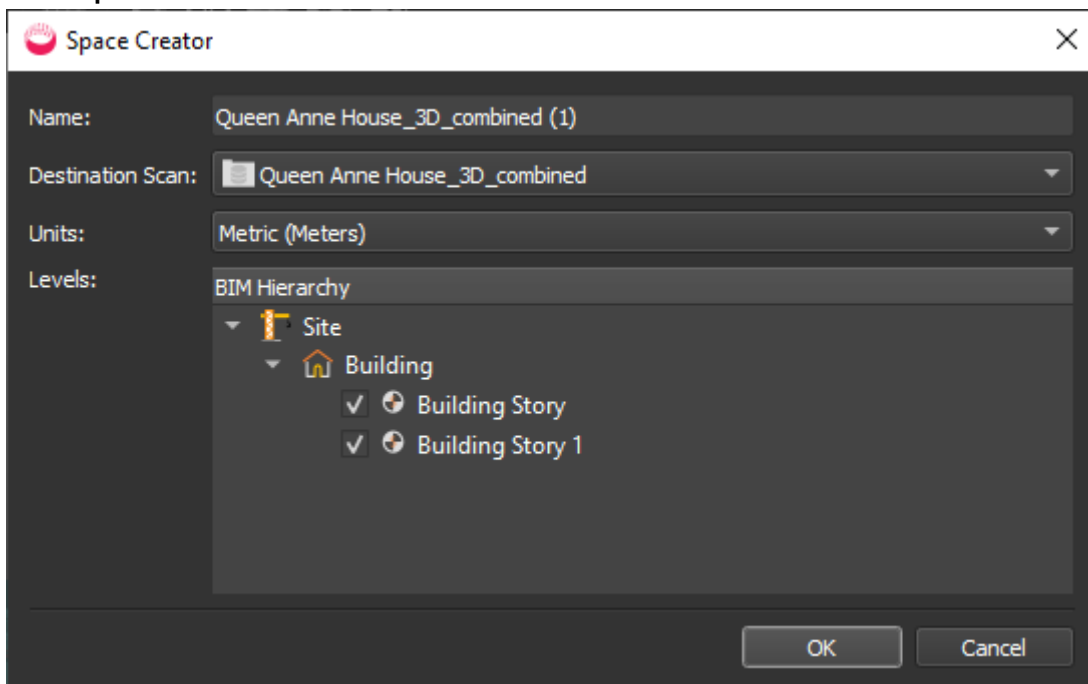 Space Creator
Name: Queen Anne House_3D_combined (1)
Destination Scan: Queen Anne House_3D_combined
Units: Metric (Meters)
Levels: BIM Hierarchy
Site
Building
Building Story
Building Story 1
OK Cancel